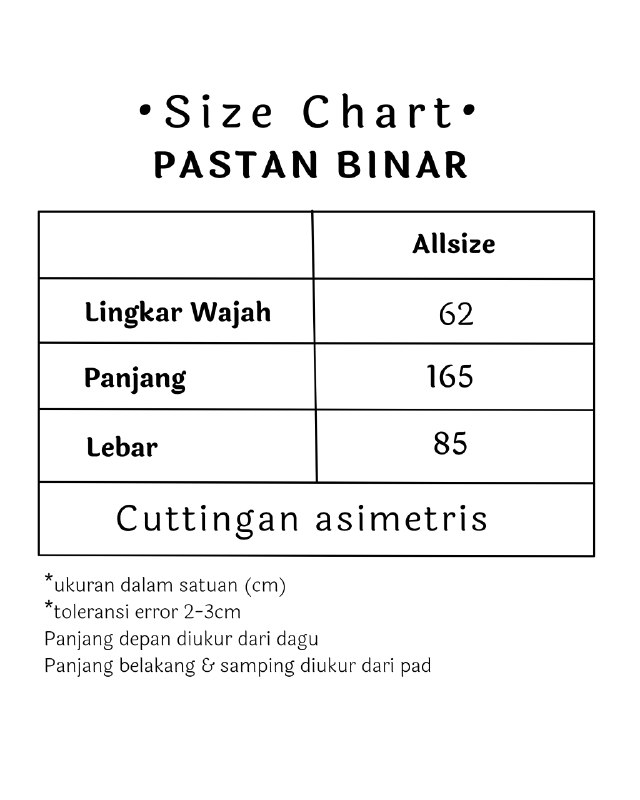 •Size Chart•
PASTAN BINAR
Allsize
Lingkar Wajah 62
Panjang 165
Lebar 85
Cuttingan asimetris
*ukuran dalam satuan (cm)
*toleransi error 2-3cm
Panjang depan diukur dari dagu
Panjang belakang & samping diukur dari pad